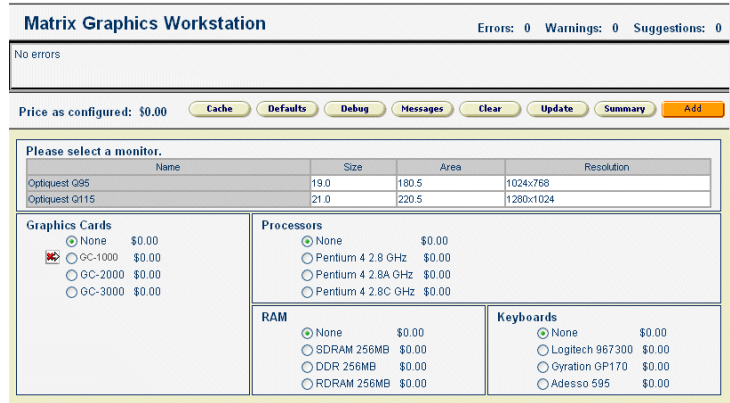 Matrix Graphics Workstation
Errors: 0 Warnings: 0 Suggestions: 0
No errors
Price as configured: $0.00 Cache Defaults Debug Messages Clear Update Summary Add
Please select a monitor.
Name Size Area Resolution
Optiquest Q95 19.0 180.5 1024x768
Optiquest Q115 21.0 220.5 1280x1024
Graphics Cards
None $0.00
GC-1000 $0.00
GC-2000 $0.00
GC-3000 $0.00
Processors
None $0.00
Pentium 4 2.8 GHz $0.00
Pentium 4 2.8A GHz $0.00
Pentium 4 2.8C GHz $0.00
RAM
None $0.00
SDRAM 256MB $0.00
DDR 256MB $0.00
RDRAM 256MB $0.00
Keyboards
None $0.00
Logitech 967300 $0.00
Gyration GP170 $0.00
Adesso 595 $0.00